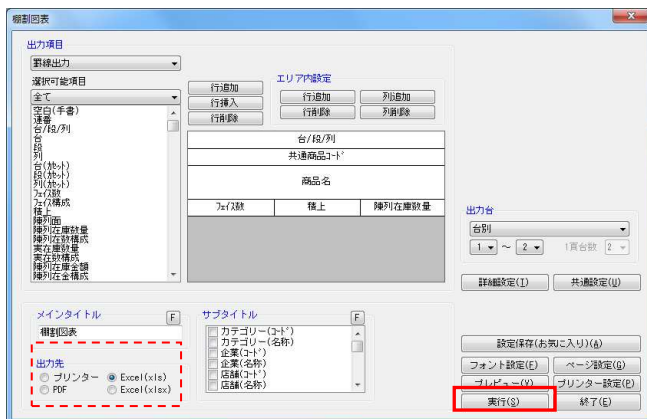 棚割図表
出力項目
罫線出力
選択可能項目
全て
空白(手書)
連番
台/段/列
台
段
列
台(ｶｾｯﾄ)
段(ｶｾｯﾄ)
列(ｶｾｯﾄ)
ﾌｪｲｽ数
ﾌｪｲｽ構成
積上
陳列面
陳列在庫数量
陳列在数構成
実在庫数量
実在数構成
陳列在庫金額
陳列在金構成
行追加
行挿入
行削除
エリア内設定
行追加
列追加
行削除
列削除
台/段/列
共通商品ｺｰﾄﾞ
商品名
ﾌｪｲｽ数
積上
陳列在庫数量
出力台
台別
1 ～ 2
1頁台数 2
詳細設定(I)
共通設定(U)
メインタイトル
F
棚割図表
サブタイトル
F
カテゴリー(ｺｰﾄﾞ)
カテゴリー(名称)
企業(ｺｰﾄﾞ)
企業(名称)
店舗(ｺｰﾄﾞ)
店舗(名称)
出力先
プリンター
Excel(xls)
PDF
Excel(xlsx)
設定保存(お気に入り)(A)
フォント設定(F)
ページ設定(G)
プレビュー(V)
プリンター設定(P)
実行(S)
終了(E)